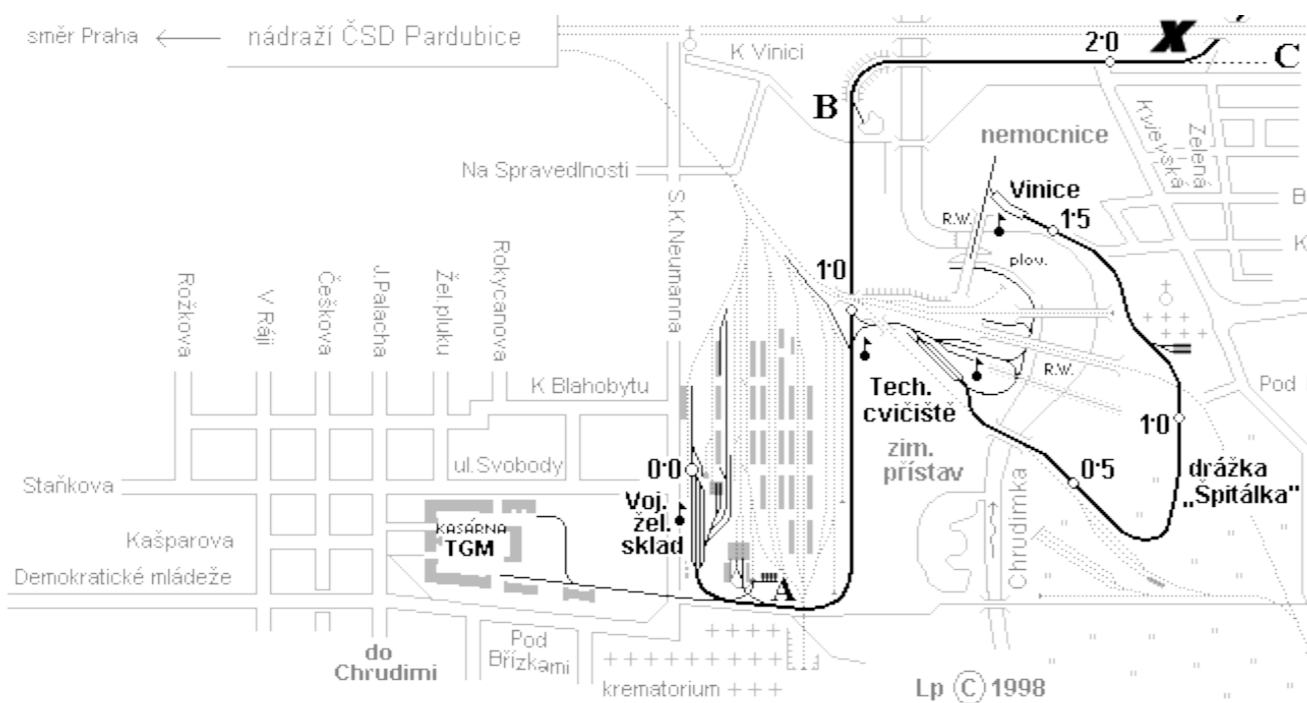 směr Praha
nádraží ČSD Pardubice
K Vinici
2·0
X
C
B
nemocnice
Kyjevská
Zelená
Na Spravedlnosti
Vinice
B
S.K.Neumanna
R.W.
1·5
K
plov.
1·0
Rožkova
V Ráji
Češkova
J.Palacha
Žel.pluku
Rokycanova
K Blahobytu
Tech.
cvičiště
R.W.
Pod
1·0
zim.
přístav
ul.Svobody
0·0
0·5
drážka
„Špitálka"
Staňkova
Voj.
žel.
sklad
KASÁRNA
TGM
Kašparova
Chrudimka
Demokratické mládeže
A
do
Chrudimi
Pod
Břízkami
krematorium
Lp © 1998